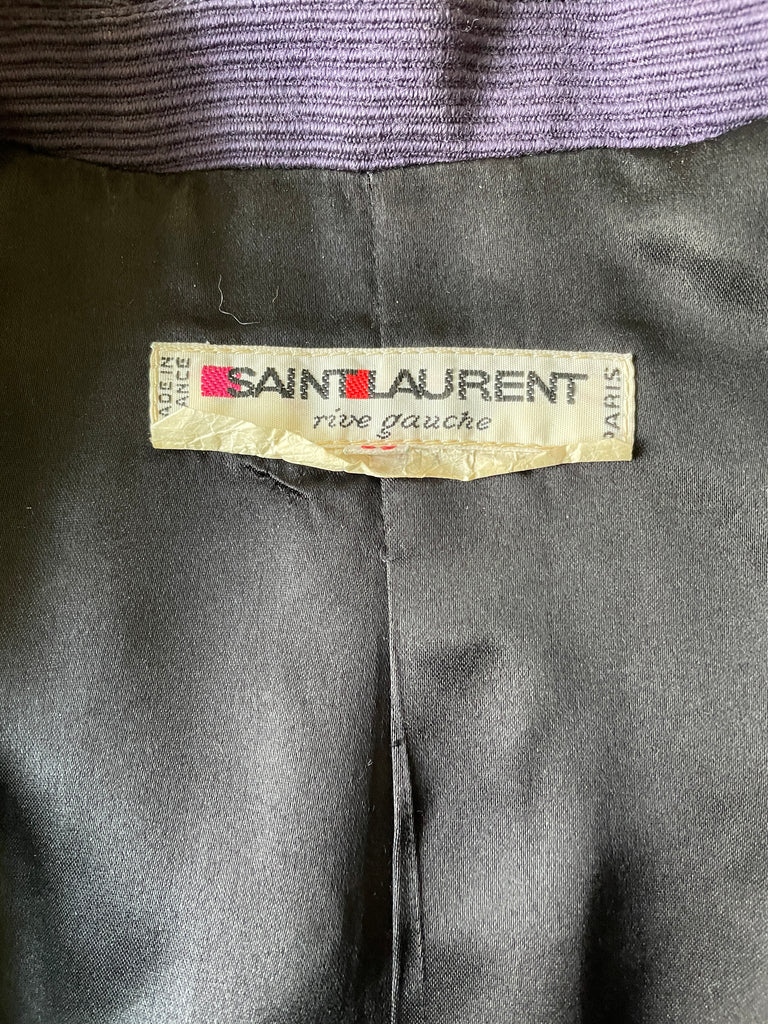 SAINT LAURENT
rive gauche
PARIS